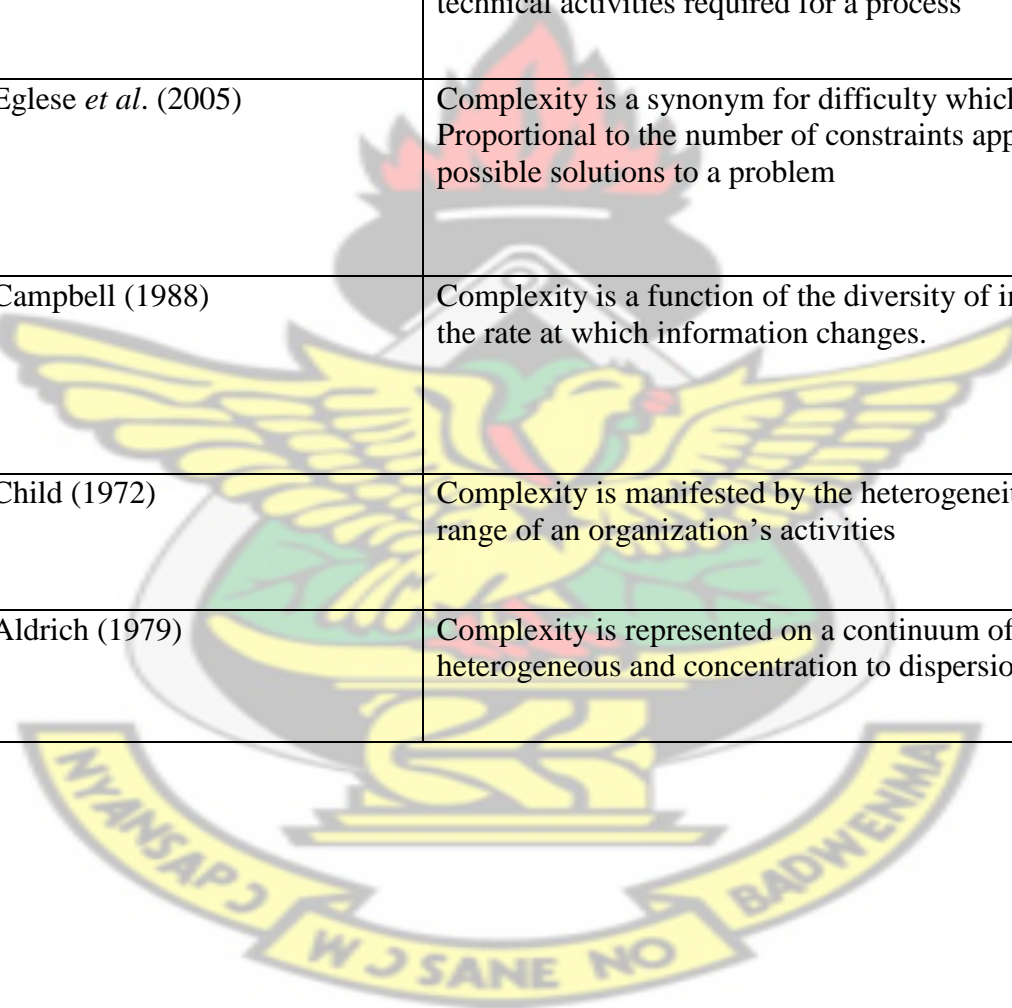 technical activities required for a process
Eglese et al. (2005)
Complexity is a synonym for difficulty which
Proportional to the number of constraints app
possible solutions to a problem
Campbell (1988)
Complexity is a function of the diversity of
the rate at which information changes.
Child (1972)
Complexity is manifested by the heterogeneit
range of an organization’s activities
Aldrich (1979)
Complexity is represented on a continuum of
heterogeneous and concentration to dispersio
NYANSAPƆ
WƆSANE NO
BADWENMA